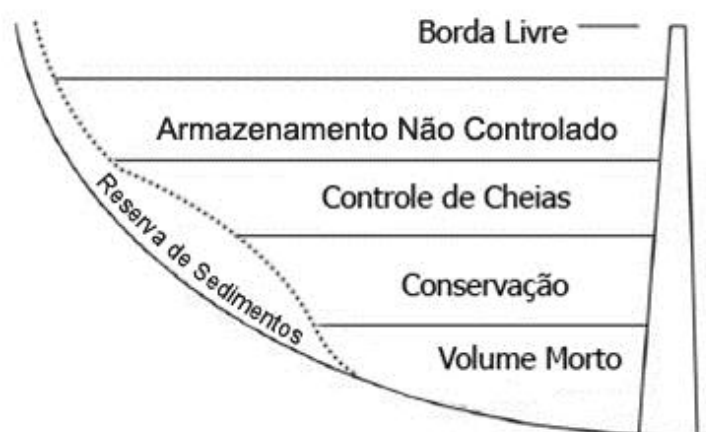 Borda Livre
Armazenamento Não Controlado
Controle de Cheias
Reserva de Sedimentos
Conservação
Volume Morto